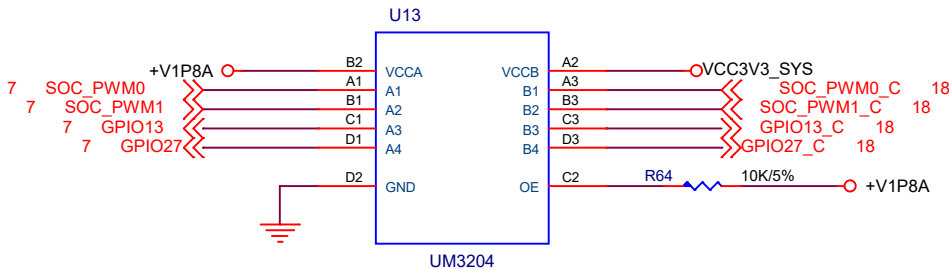 U13
+V1P8A B2 VCCA VCCB A2 VCC3V3_SYS
7 SOC_PWM0 A1 A1 B1 A3 SOC_PWM0_C 18
7 SOC_PWM1 B1 A2 B2 B3 SOC_PWM1_C 18
7 GPIO13 C1 A3 B3 C3 GPIO13_C 18
7 GPIO27 D1 A4 B4 D3 GPIO27_C 18
D2 GND OE C2 R64 10K/5% +V1P8A
UM3204